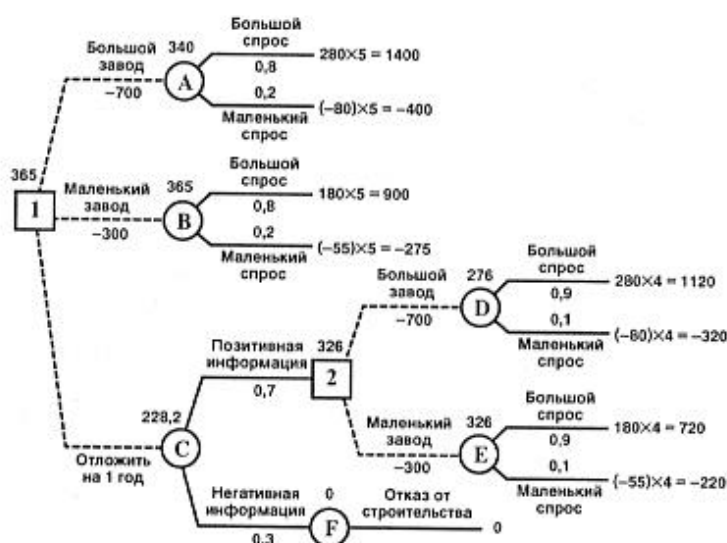 Большой
завод
–700
340
A
Большой
спрос
0,8
280×5 = 1400
0,2
Маленький
спрос
(–80)×5 = –400
365
1
Маленький
завод
–300
365
B
Большой
спрос
0,8
180×5 = 900
0,2
Маленький
спрос
(–55)×5 = –275
Отложить
на 1 год
228,2
C
Позитивная
информация
0,7
326
2
Большой
завод
–700
276
D
Большой
спрос
0,9
280×4 = 1120
0,1
Маленький
спрос
(–80)×4 = –320
Маленький
завод
–300
326
E
Большой
спрос
0,9
180×4 = 720
0,1
Маленький
спрос
(–55)×4 = –220
Негативная
информация
0,3
0
F
Отказ от
строительства
0